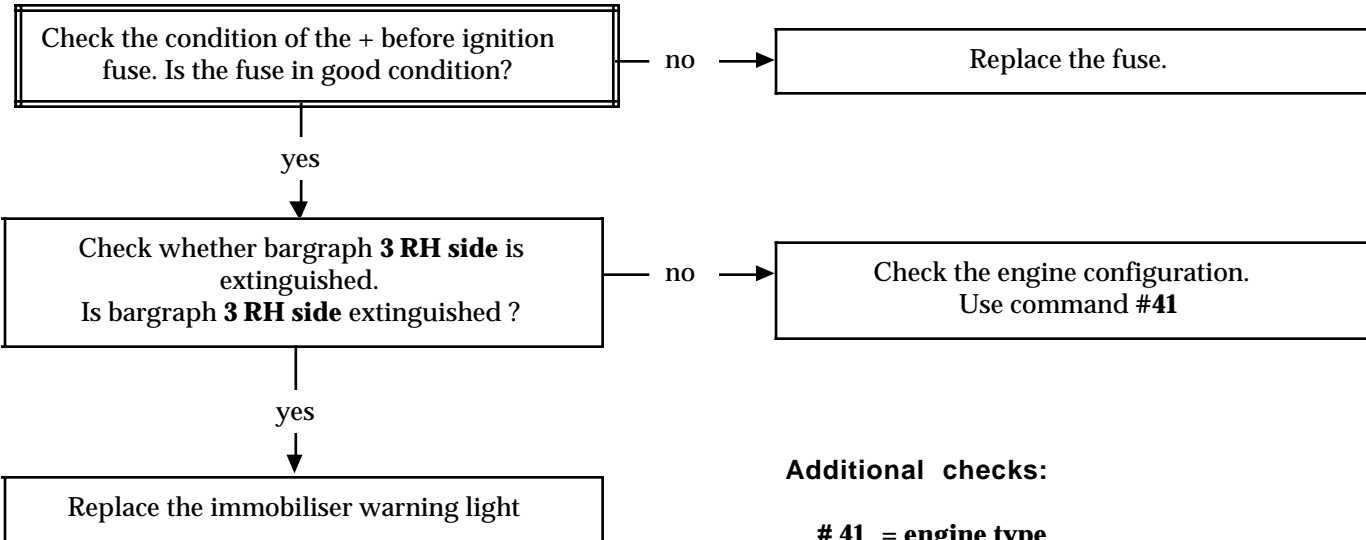 Check the condition of the + before ignition
fuse. Is the fuse in good condition?
no
Replace the fuse.
yes
Check whether bargraph 3 RH side is
extinguished.
Is bargraph 3 RH side extinguished ?
no
Check the engine configuration.
Use command #41
yes
Replace the immobiliser warning light
Additional checks:
# 41 = engine type